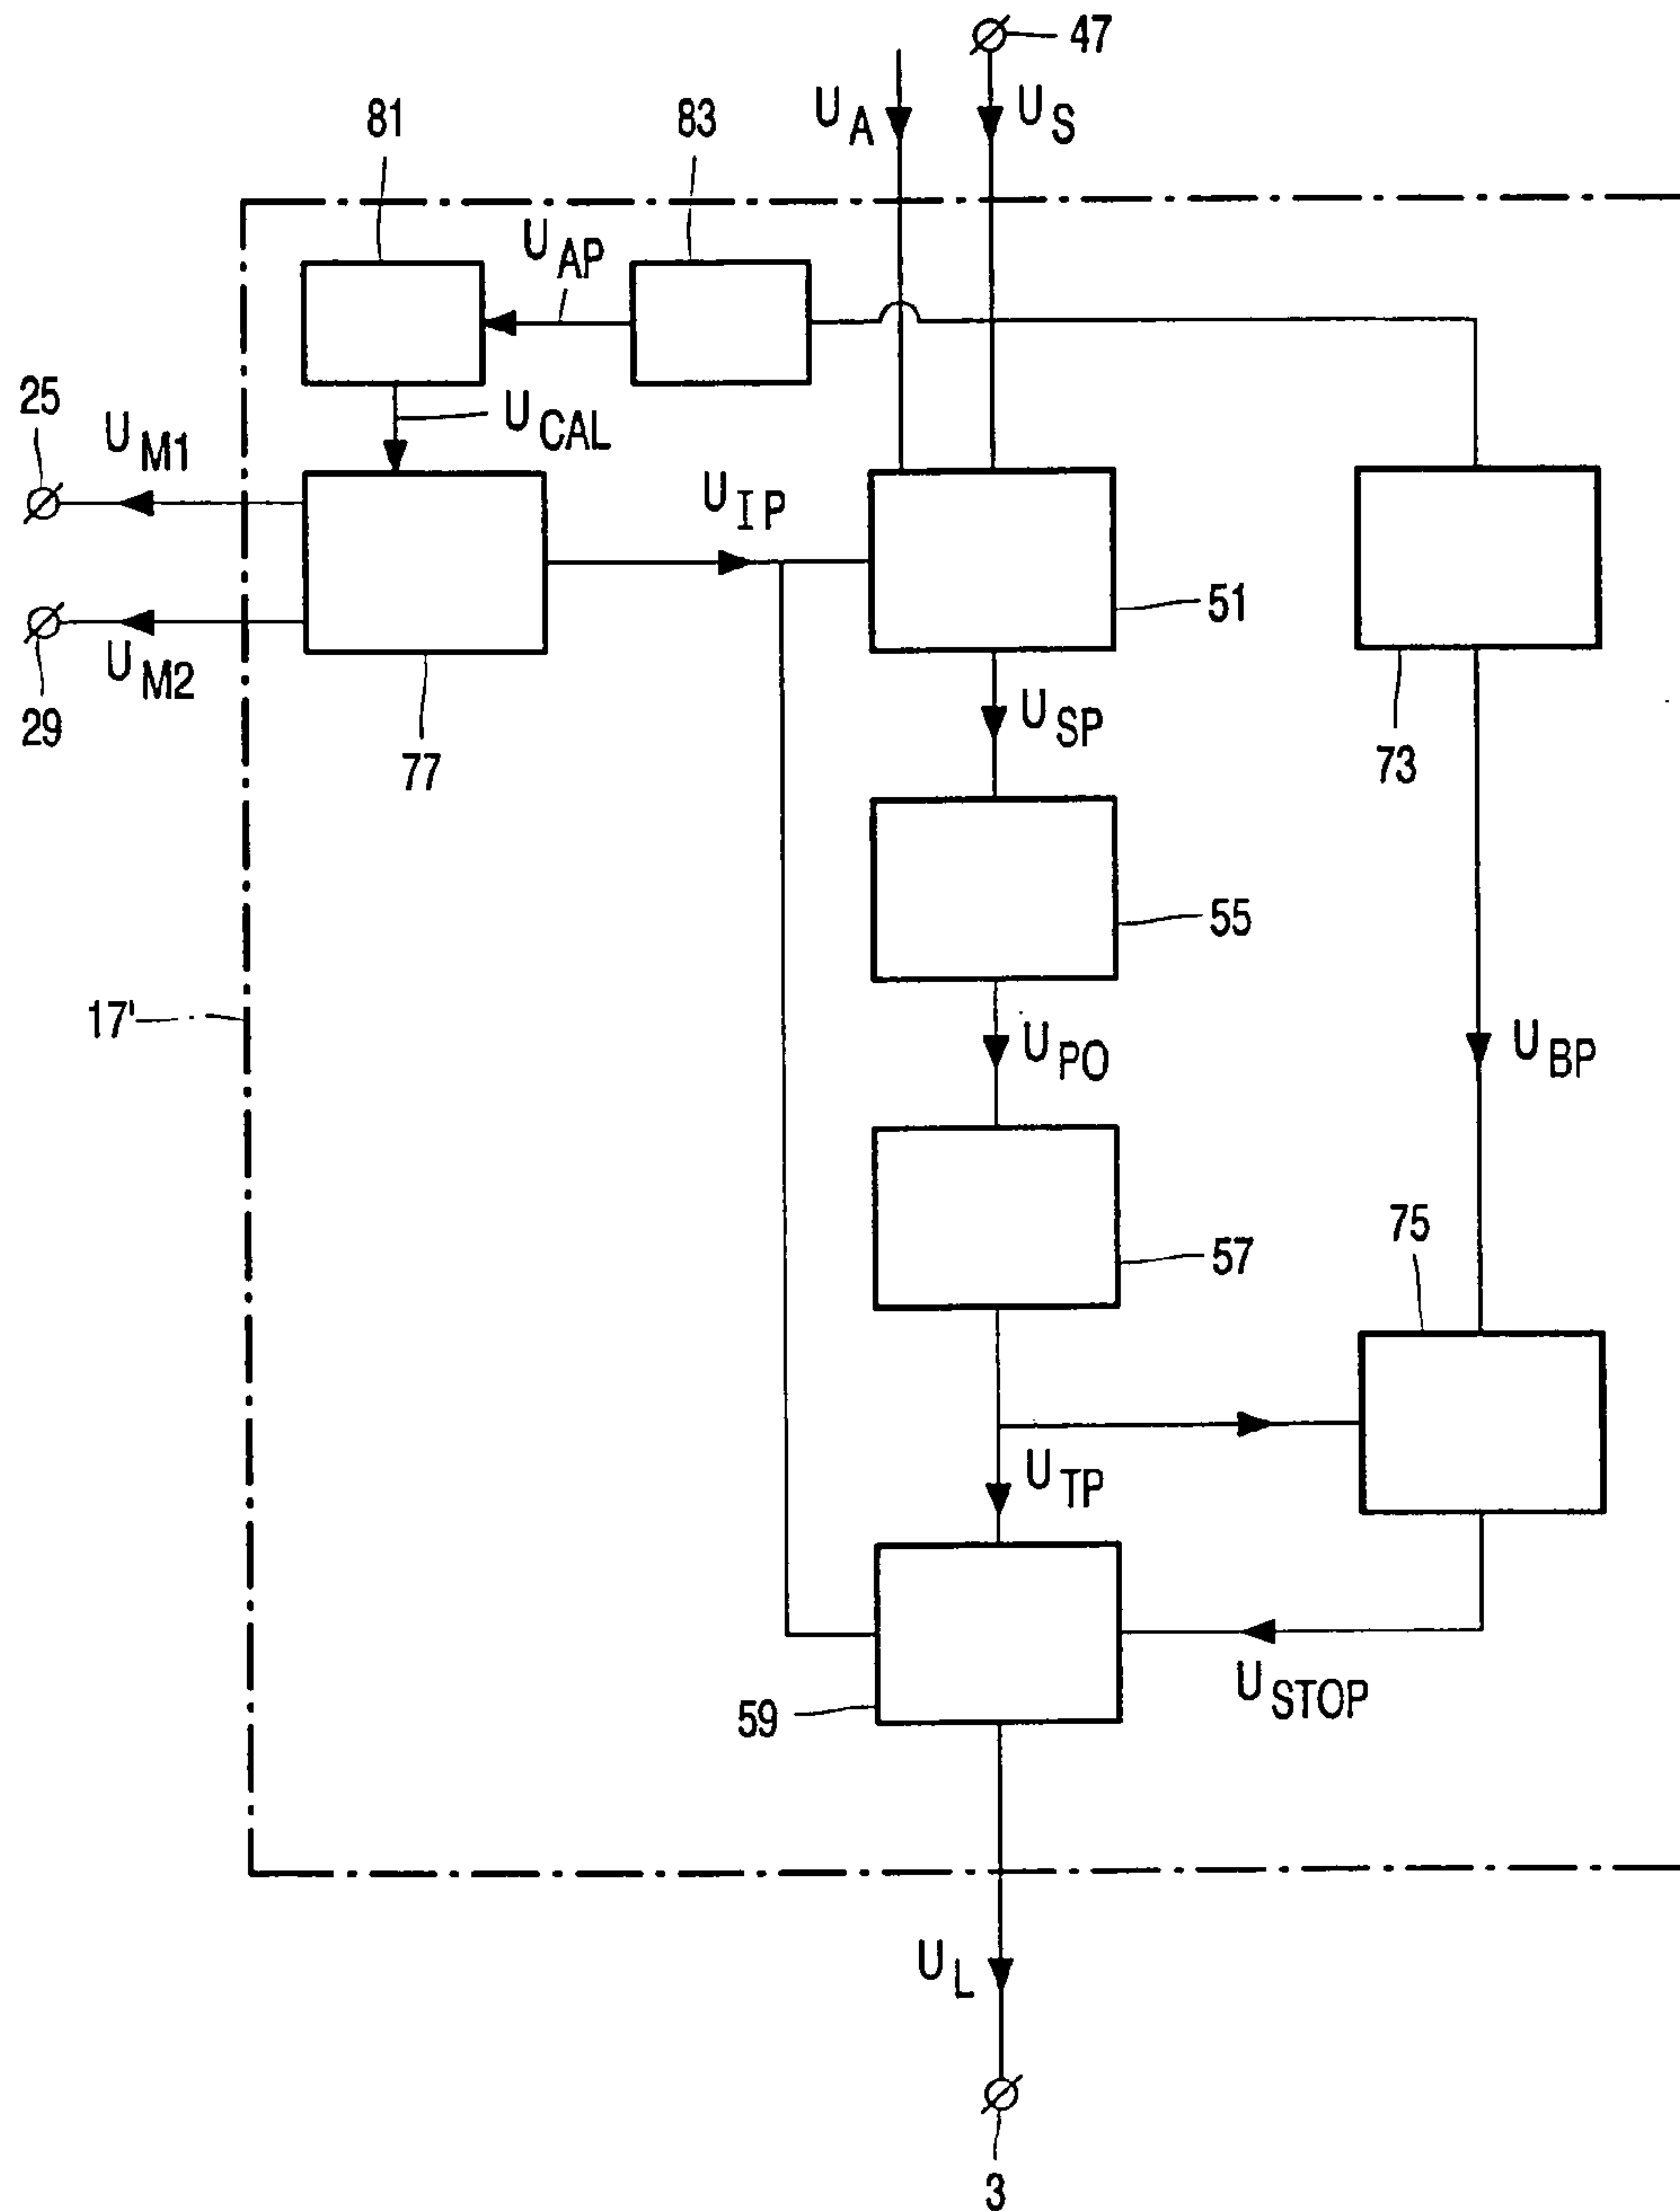 47
U_A
U_S
81
83
U_AP
25
U_M1
U_CAL
U_IP
51
U_M2
29
77
U_SP
73
55
17'
U_PO
U_BP
57
75
U_TP
59
U_STOP
U_L
3